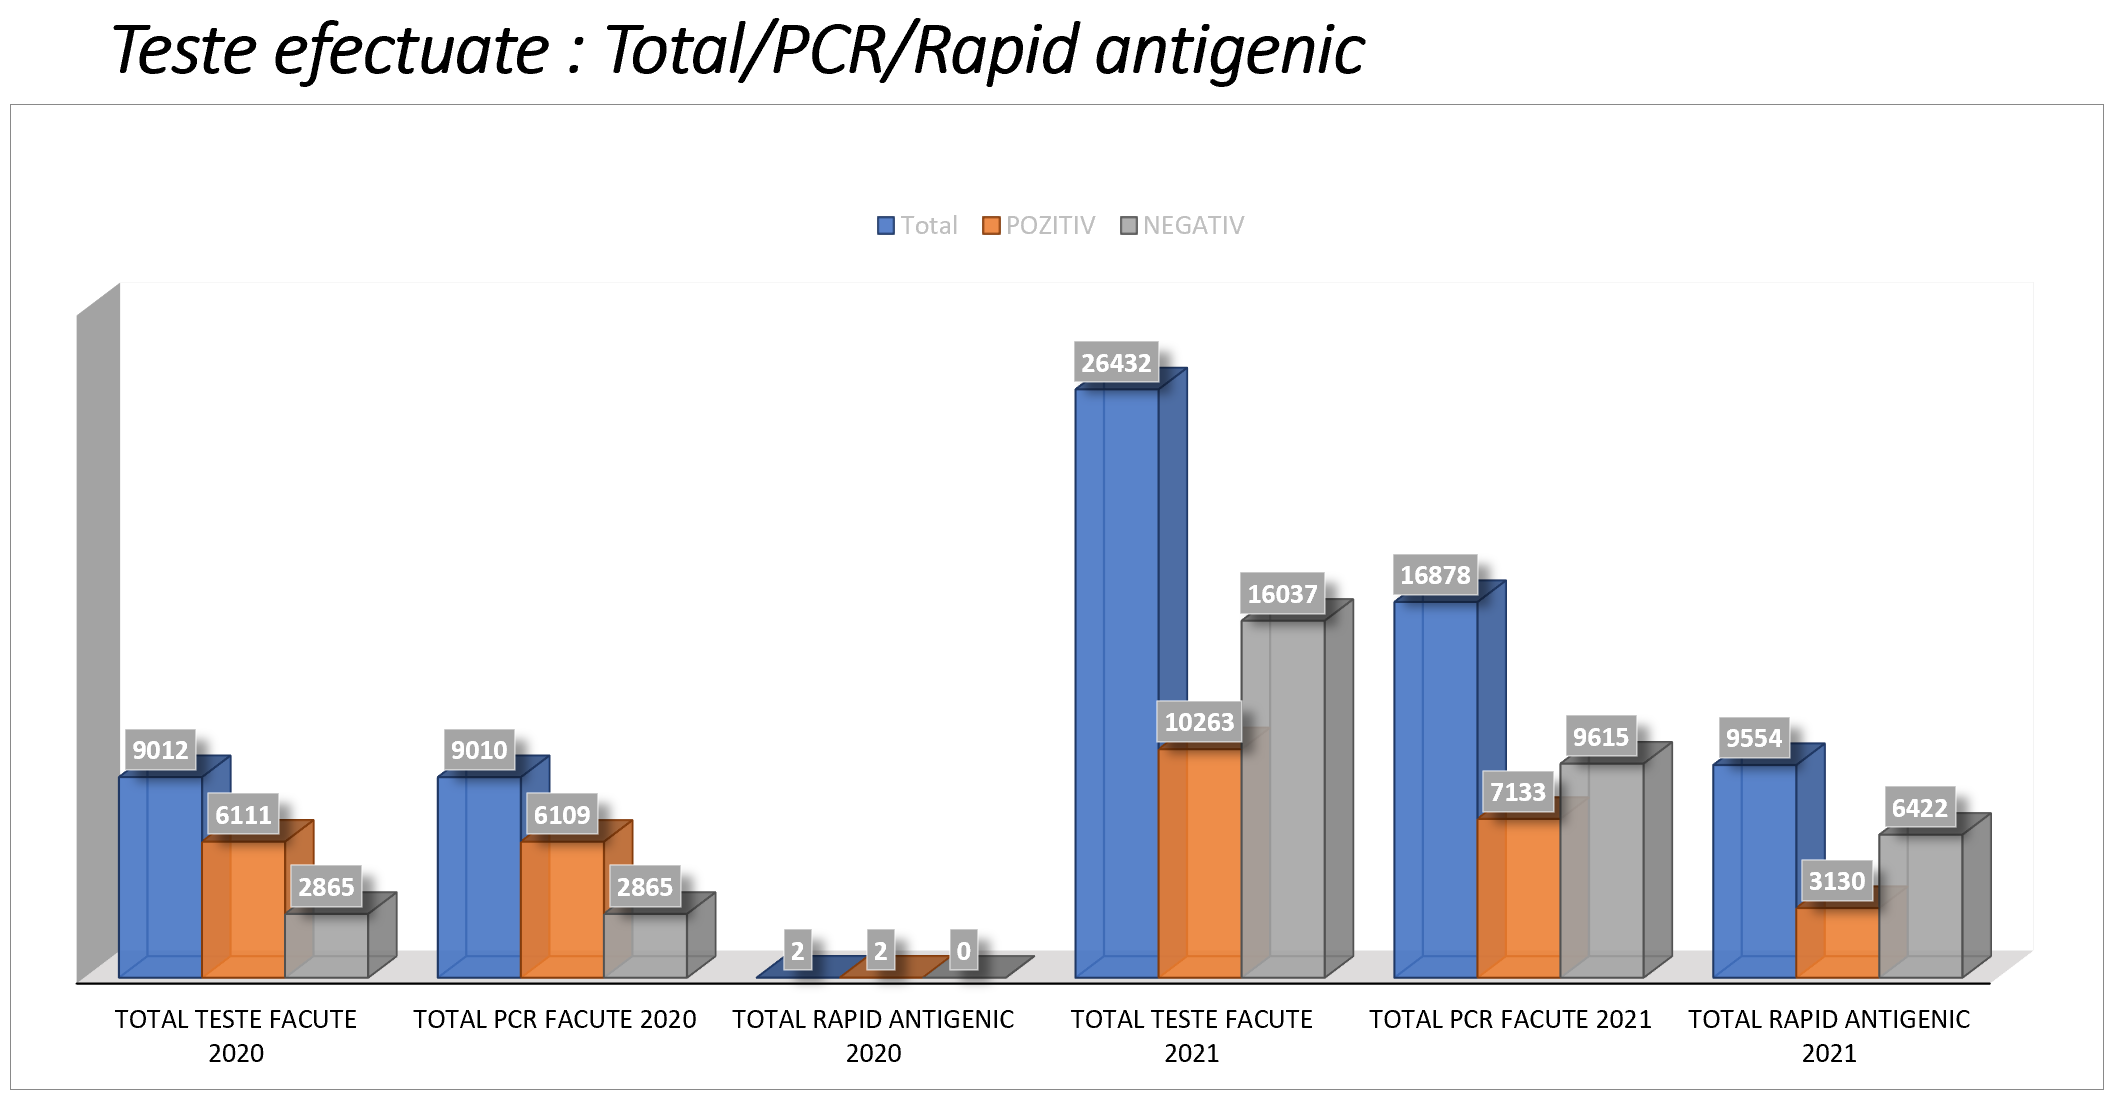 Teste efectuate : Total/PCR/Rapid antigenic
Total POZITIV NEGATIV
9012 6111 2865
9010 6109 2865
2 2 0
26432 10263 16037
16878 7133 9615
9554 3130 6422
TOTAL TESTE FACUTE
2020
TOTAL PCR FACUTE 2020
TOTAL RAPID ANTIGENIC
2020
TOTAL TESTE FACUTE
2021
TOTAL PCR FACUTE 2021
TOTAL RAPID ANTIGENIC
2021